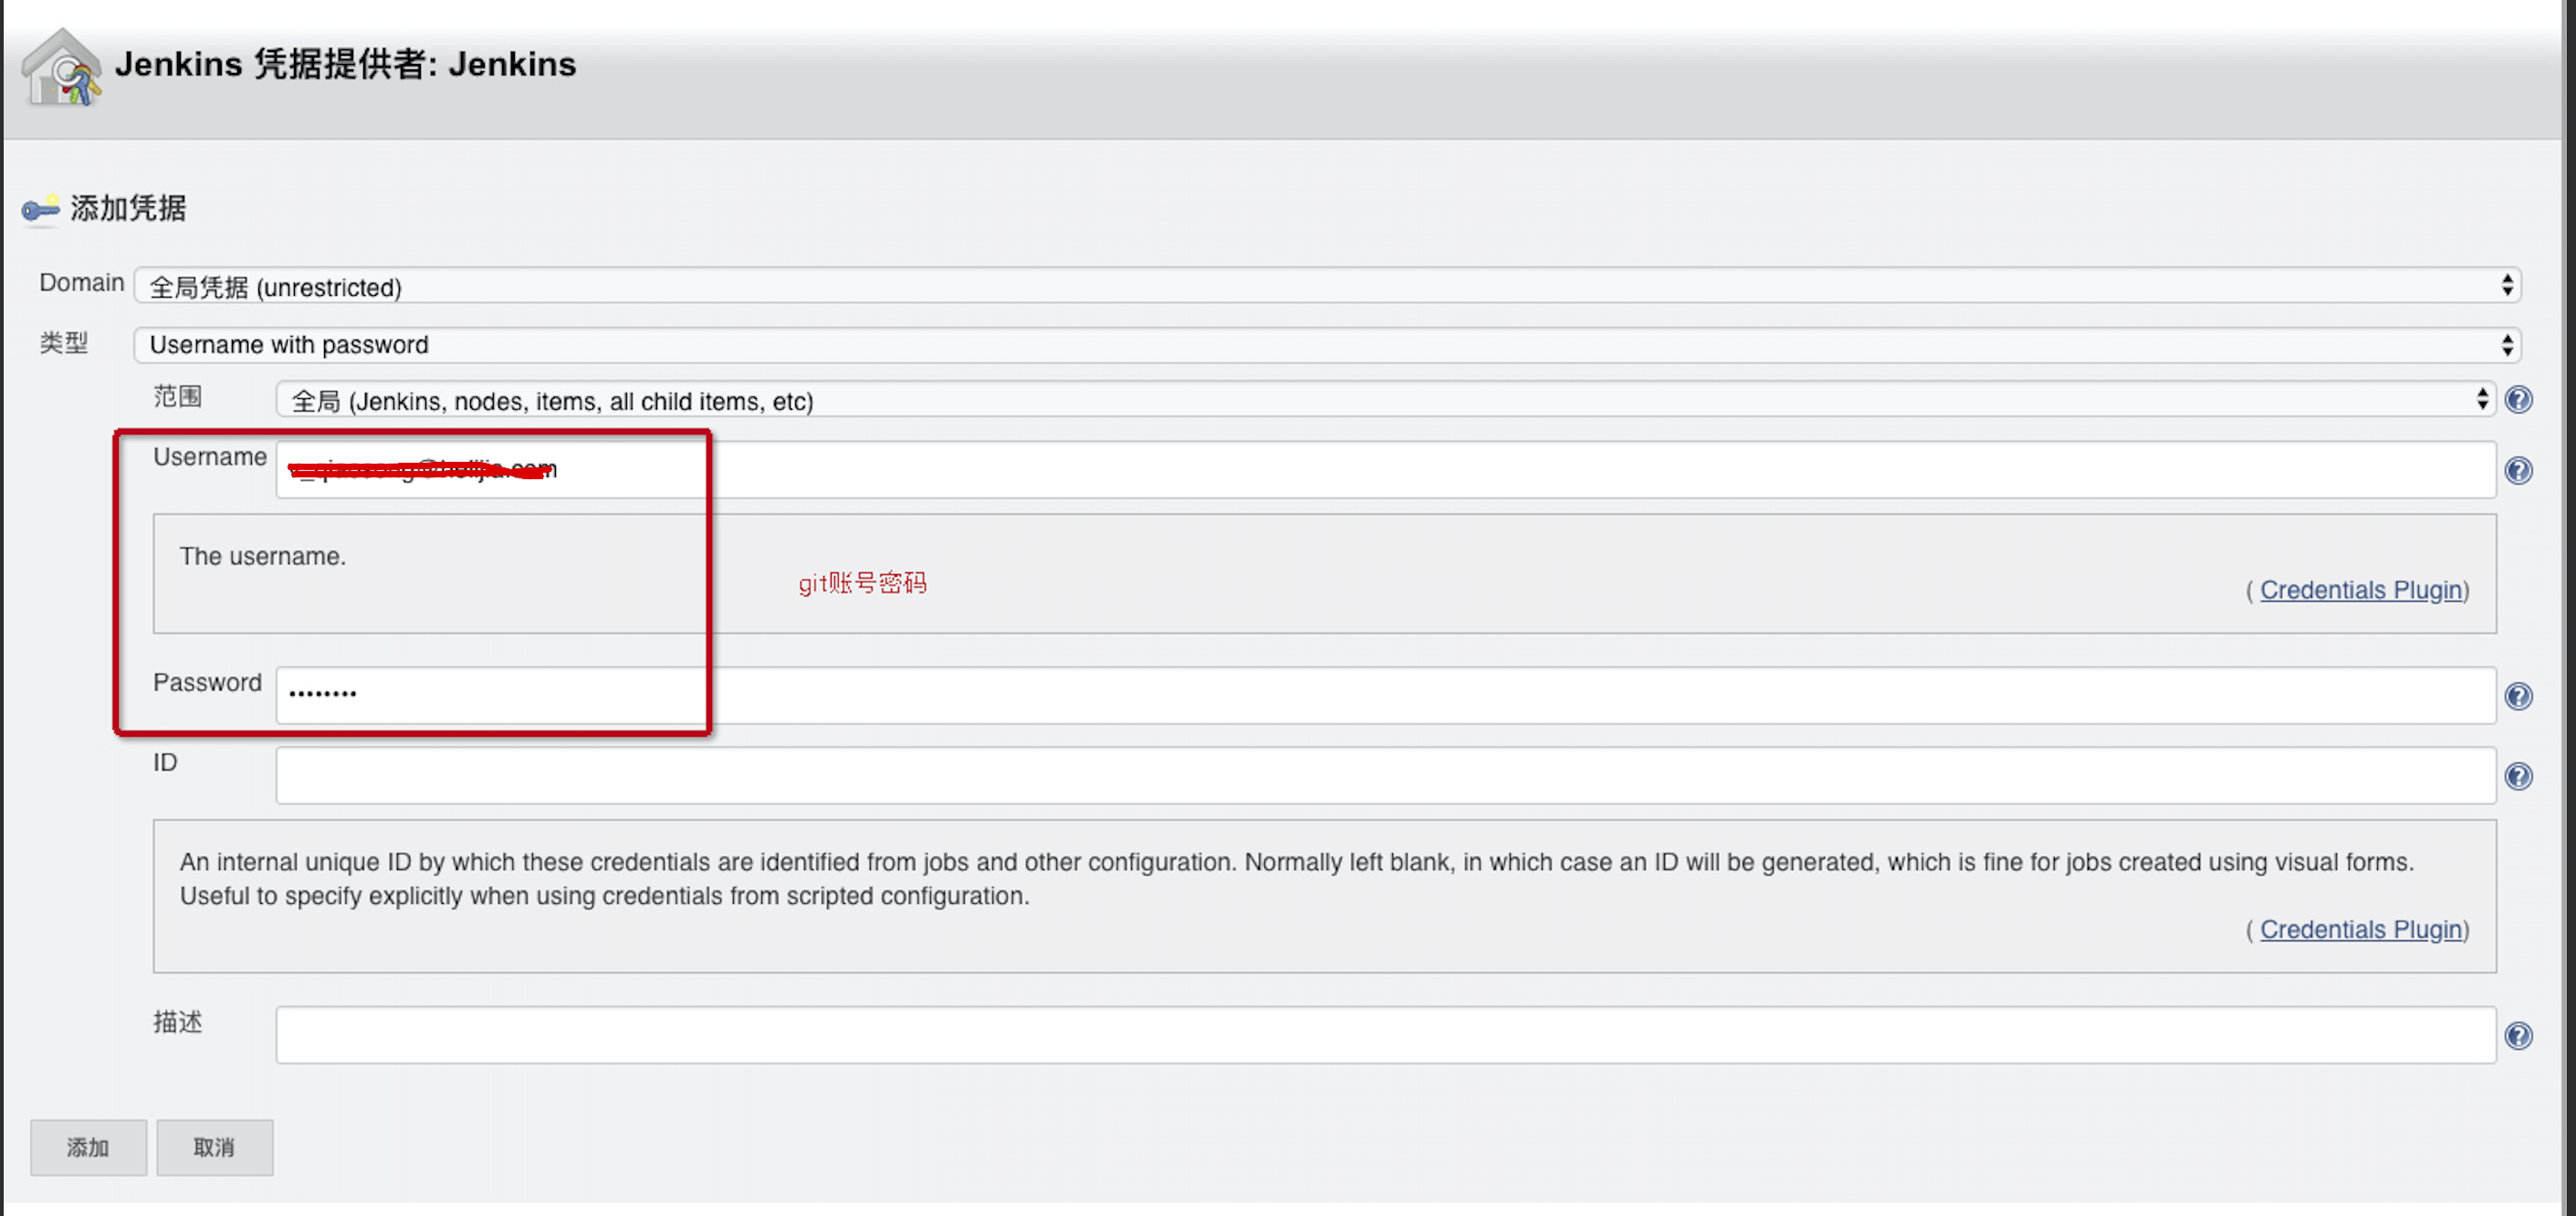 Jenkins 凭据提供者: Jenkins
添加凭据
Domain 全局凭据 (unrestricted)
类型 Username with password
范围 全局 (Jenkins, nodes, items, all child items, etc)
Username
The username.
git账号密码
( Credentials Plugin)
Password ••••••••
ID
An internal unique ID by which these credentials are identified from jobs and other configuration. Normally left blank, in which case an ID will be generated, which is fine for jobs created using visual forms.
Useful to specify explicitly when using credentials from scripted configuration.
( Credentials Plugin)
描述
添加 取消